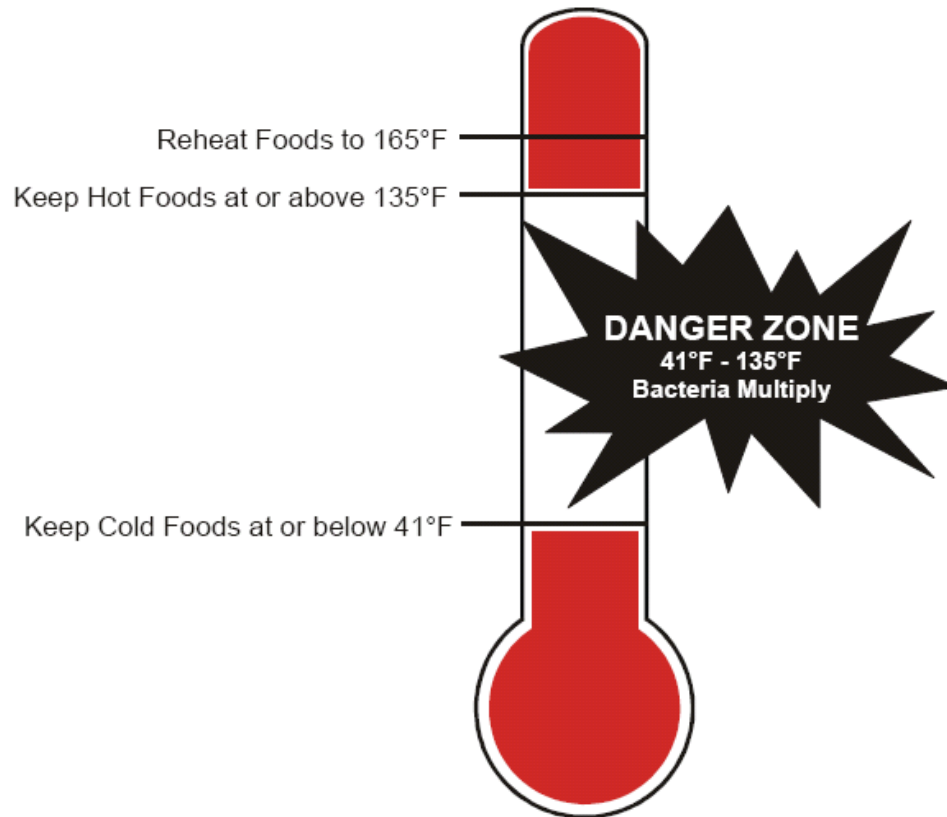 Reheat Foods to 165°F
Keep Hot Foods at or above 135°F
DANGER ZONE
41°F - 135°F
Bacteria Multiply
Keep Cold Foods at or below 41°F